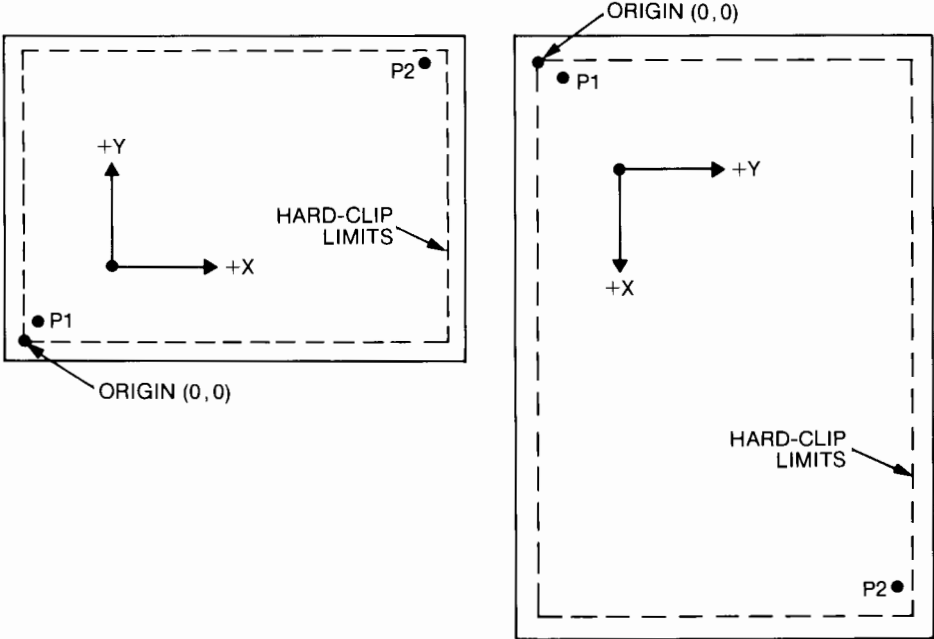 P2
+Y
HARD-CLIP
LIMITS
+X
P1
ORIGIN (0,0)
ORIGIN (0,0)
P1
+Y
+X
HARD-CLIP
LIMITS
P2